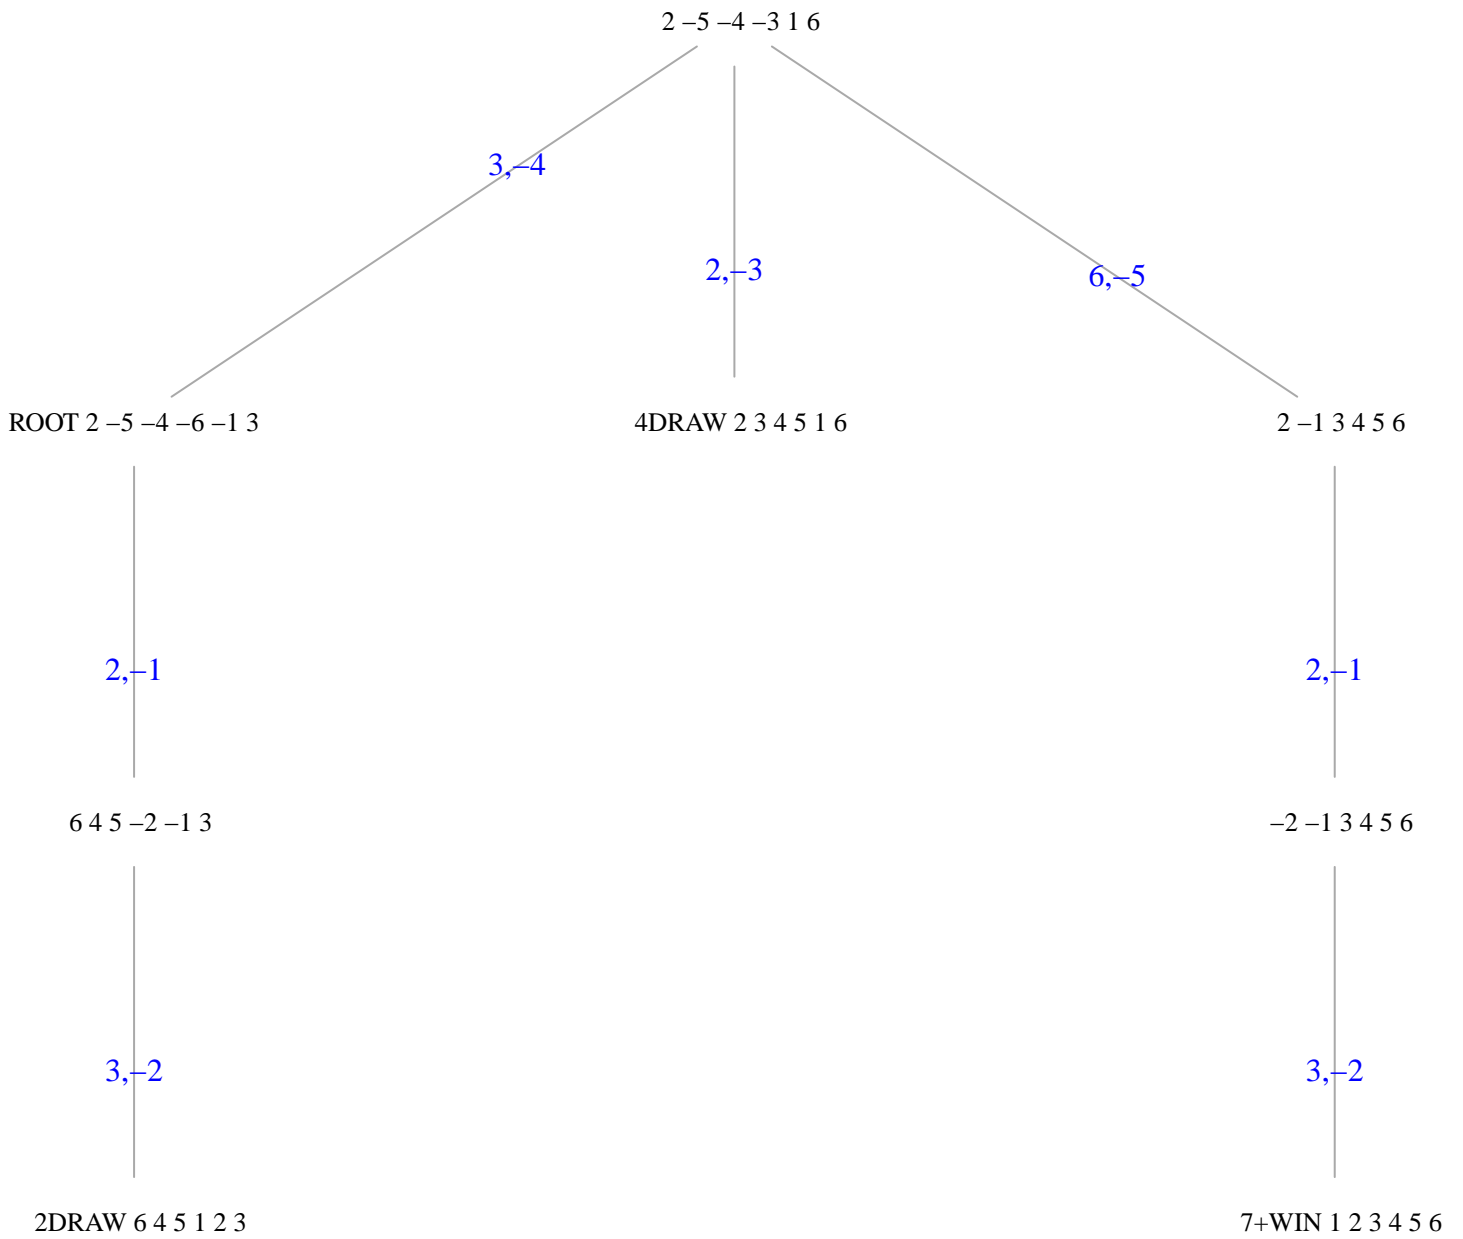 2 –5 –4 –3 1 6
3,–4
2,–3
6,–5
ROOT 2 –5 –4 –6 –1 3
4DRAW 2 3 4 5 1 6
2 –1 3 4 5 6
2,–1
2,–1
6 4 5 –2 –1 3
–2 –1 3 4 5 6
3,–2
3,–2
2DRAW 6 4 5 1 2 3
7+WIN 1 2 3 4 5 6